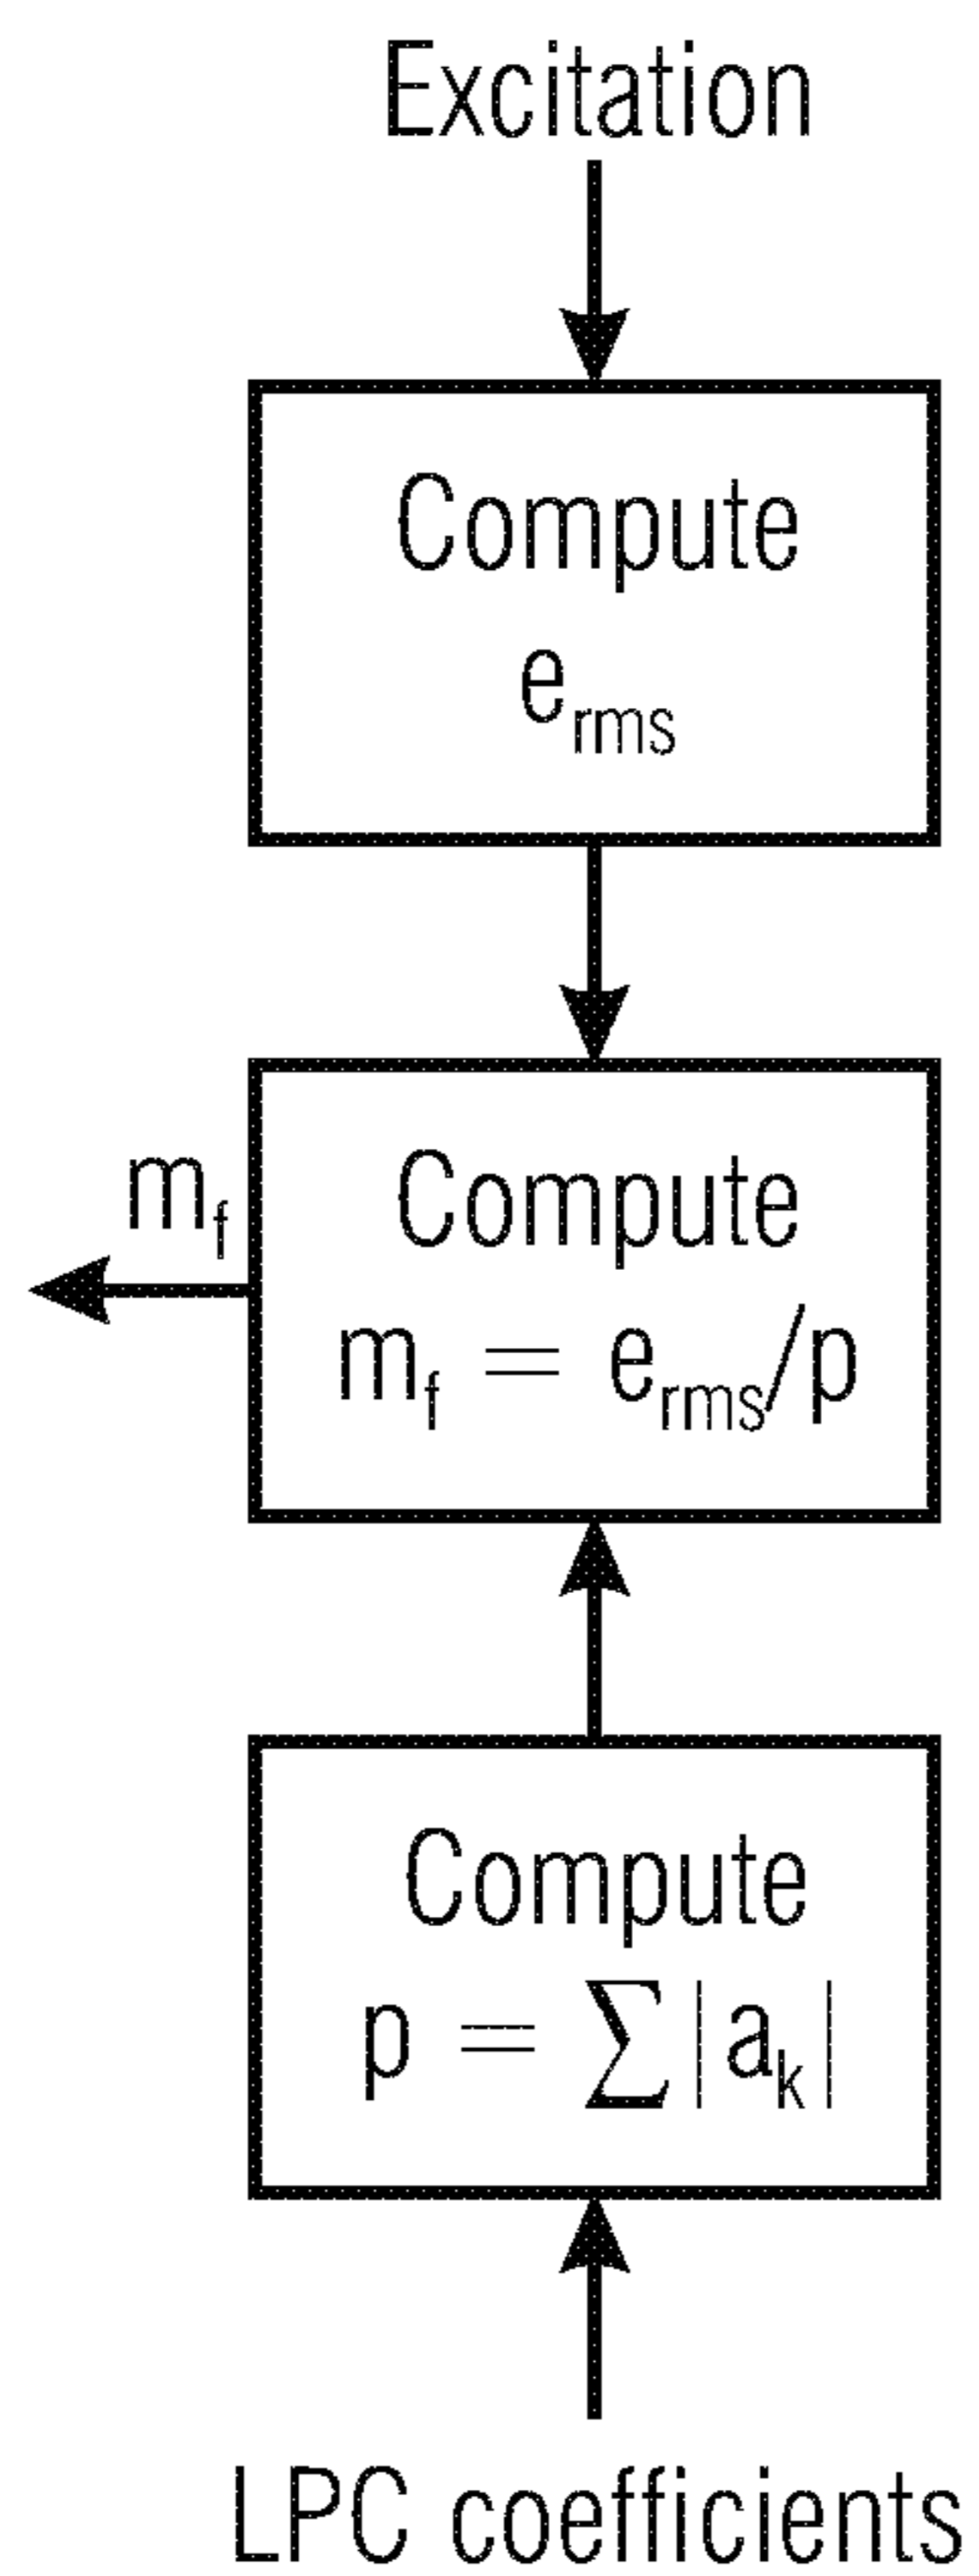 Excitation
Compute
e_rms
m_f
Compute
m_f = e_rms/p
Compute
p = ∑|a_k|
LPC coefficients